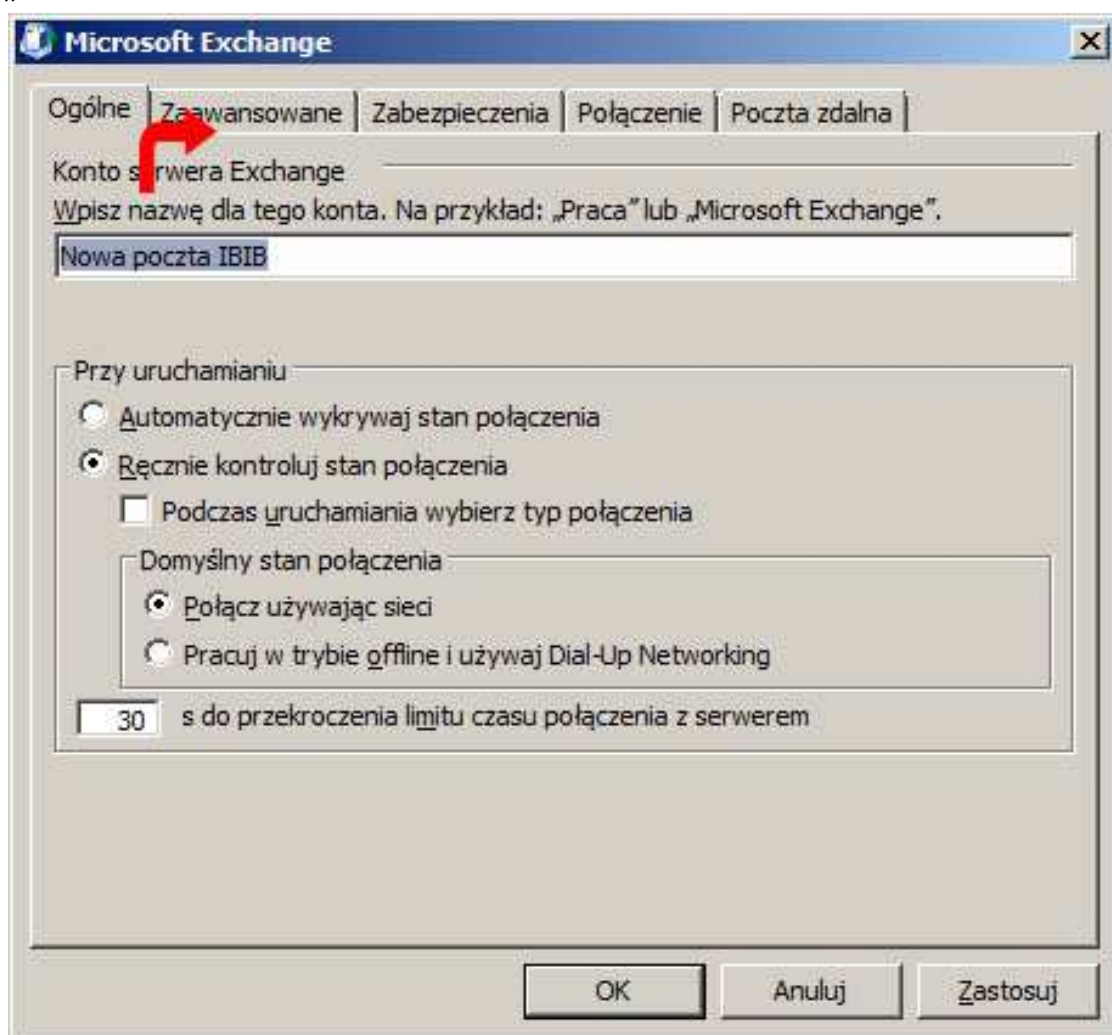 „
Microsoft Exchange
Ogólne Zaawansowane Zabezpieczenia Połączenie Poczta zdalna
Konto serwera Exchange
Wpisz nazwę dla tego konta. Na przykład: „Praca” lub „Microsoft Exchange”.
Nowa poczta IBIB
Przy uruchamianiu
Automatycznie wykrywaj stan połączenia
Ręcznie kontroluj stan połączenia
Podczas uruchamiania wybierz typ połączenia
Domyślny stan połączenia
Połącz używając sieci
Pracuj w trybie offline i używaj Dial-Up Networking
30 s do przekroczenia limitu czasu połączenia z serwerem
OK Anuluj Zastosuj